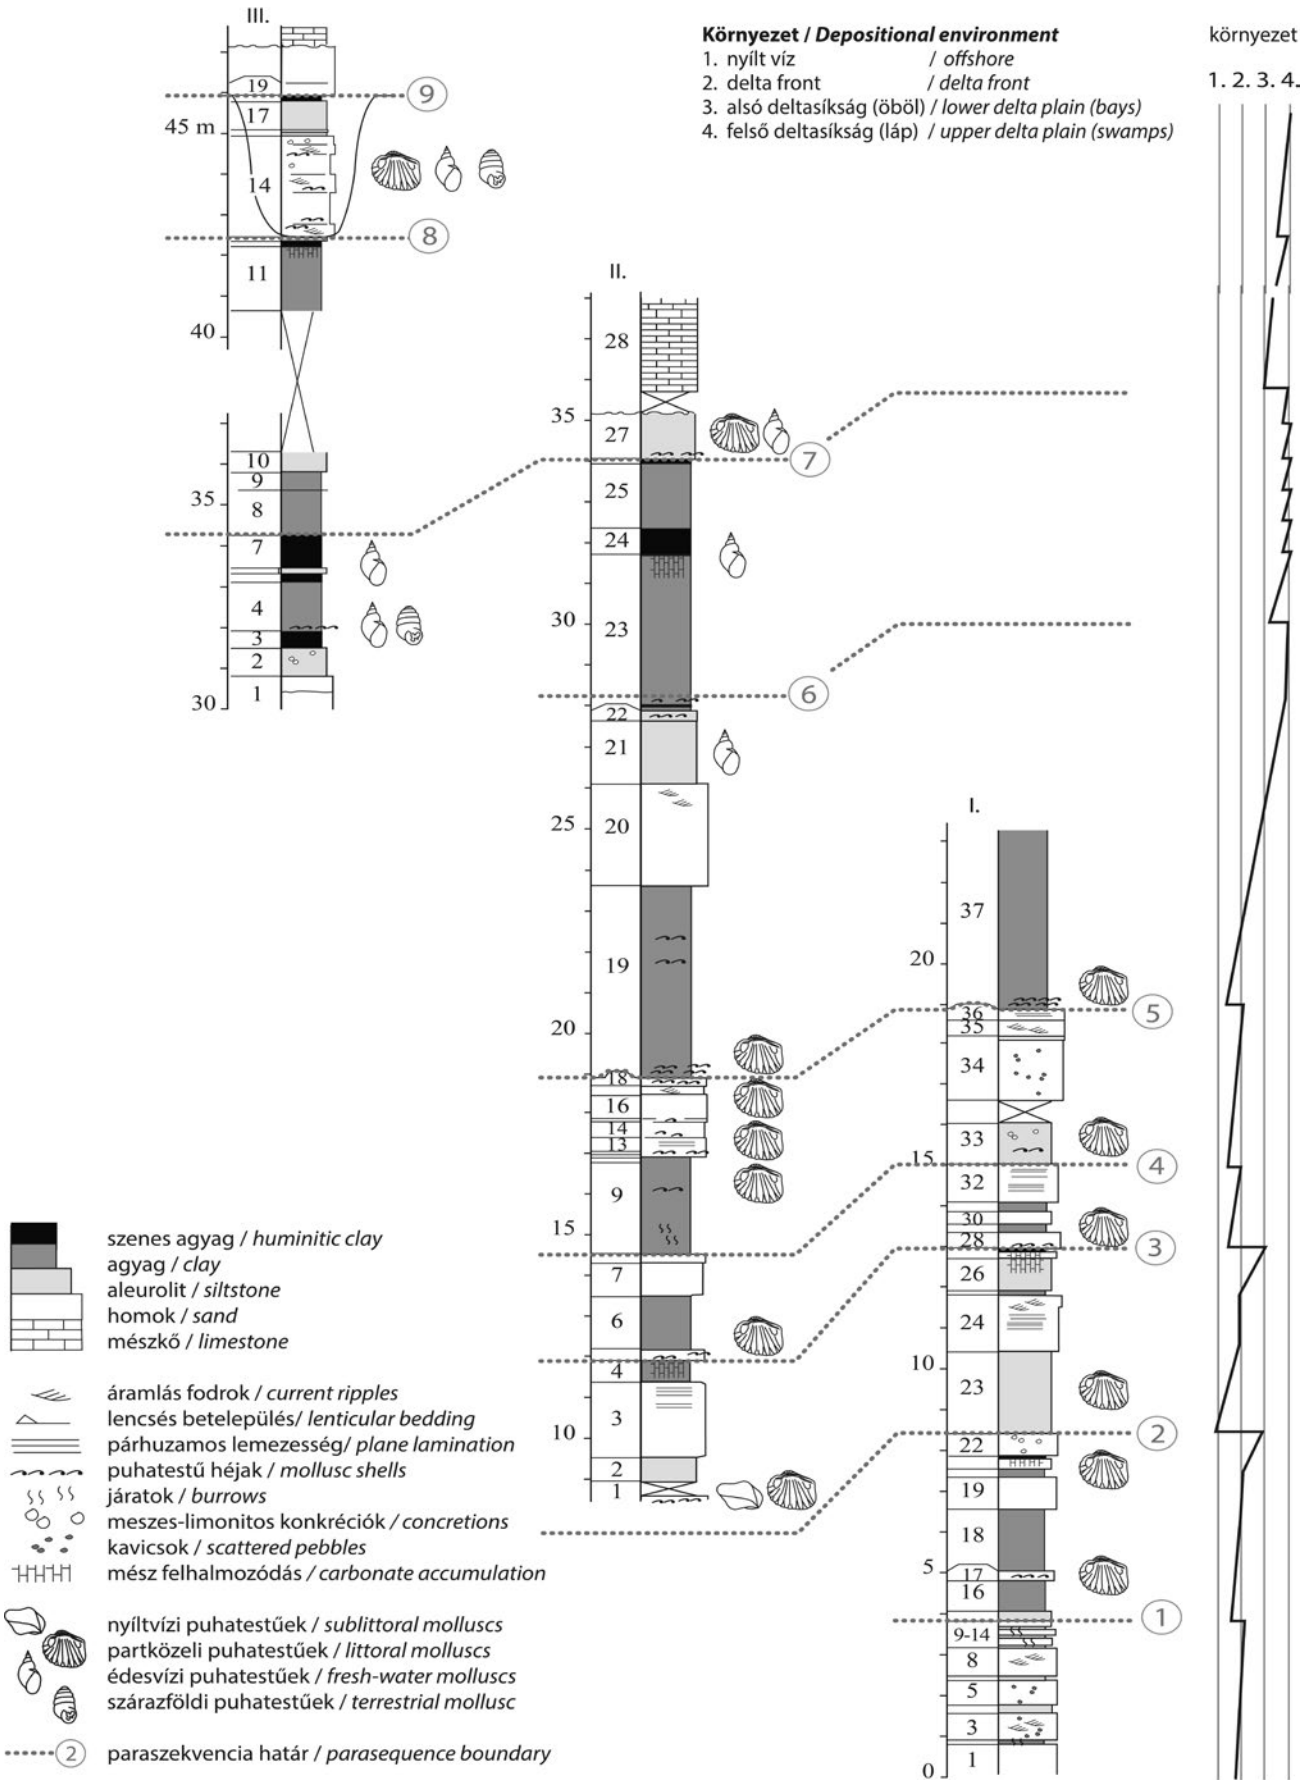 III.
19
9
17
45 m
14
8
11
40
10
9
35
8
7
4
3
2
1
30
Környezet / Depositional environment
1. nyílt víz / offshore
2. delta front / delta front
3. alsó deltasíkság (öböl) / lower delta plain (bays)
4. felső deltasíkság (láp) / upper delta plain (swamps)
környezet
1. 2. 3. 4.
II.
28
35
27
7
25
24
30
23
6
22
21
25
20
19
20
18
16
14
13
9
15
7
6
4
3
10
2
1
I.
37
20
5
36
35
34
33
15
4
32
30
28
3
26
24
10
23
2
22
19
18
5
17
16
1
9-14
8
5
3
0
1
szenes agyag / huminitic clay
agyag / clay
aleurolit / siltstone
homok / sand
mészkő / limestone
áramlás fodrok / current ripples
lencsés betelepülés/ lenticular bedding
párhuzamos lemezesség/ plane lamination
puhatestű héjak / mollusc shells
járatok / burrows
meszes-limonitos konkréciók / concretions
kavicsok / scattered pebbles
mész felhalmozódás / carbonate accumulation
nyíltvízi puhatestűek / sublittoral molluscs
partközeli puhatestűek / littoral molluscs
édesvízi puhatestűek / fresh-water molluscs
szárazföldi puhatestűek / terrestrial mollusc
2 paraszekvencia határ / parasequence boundary